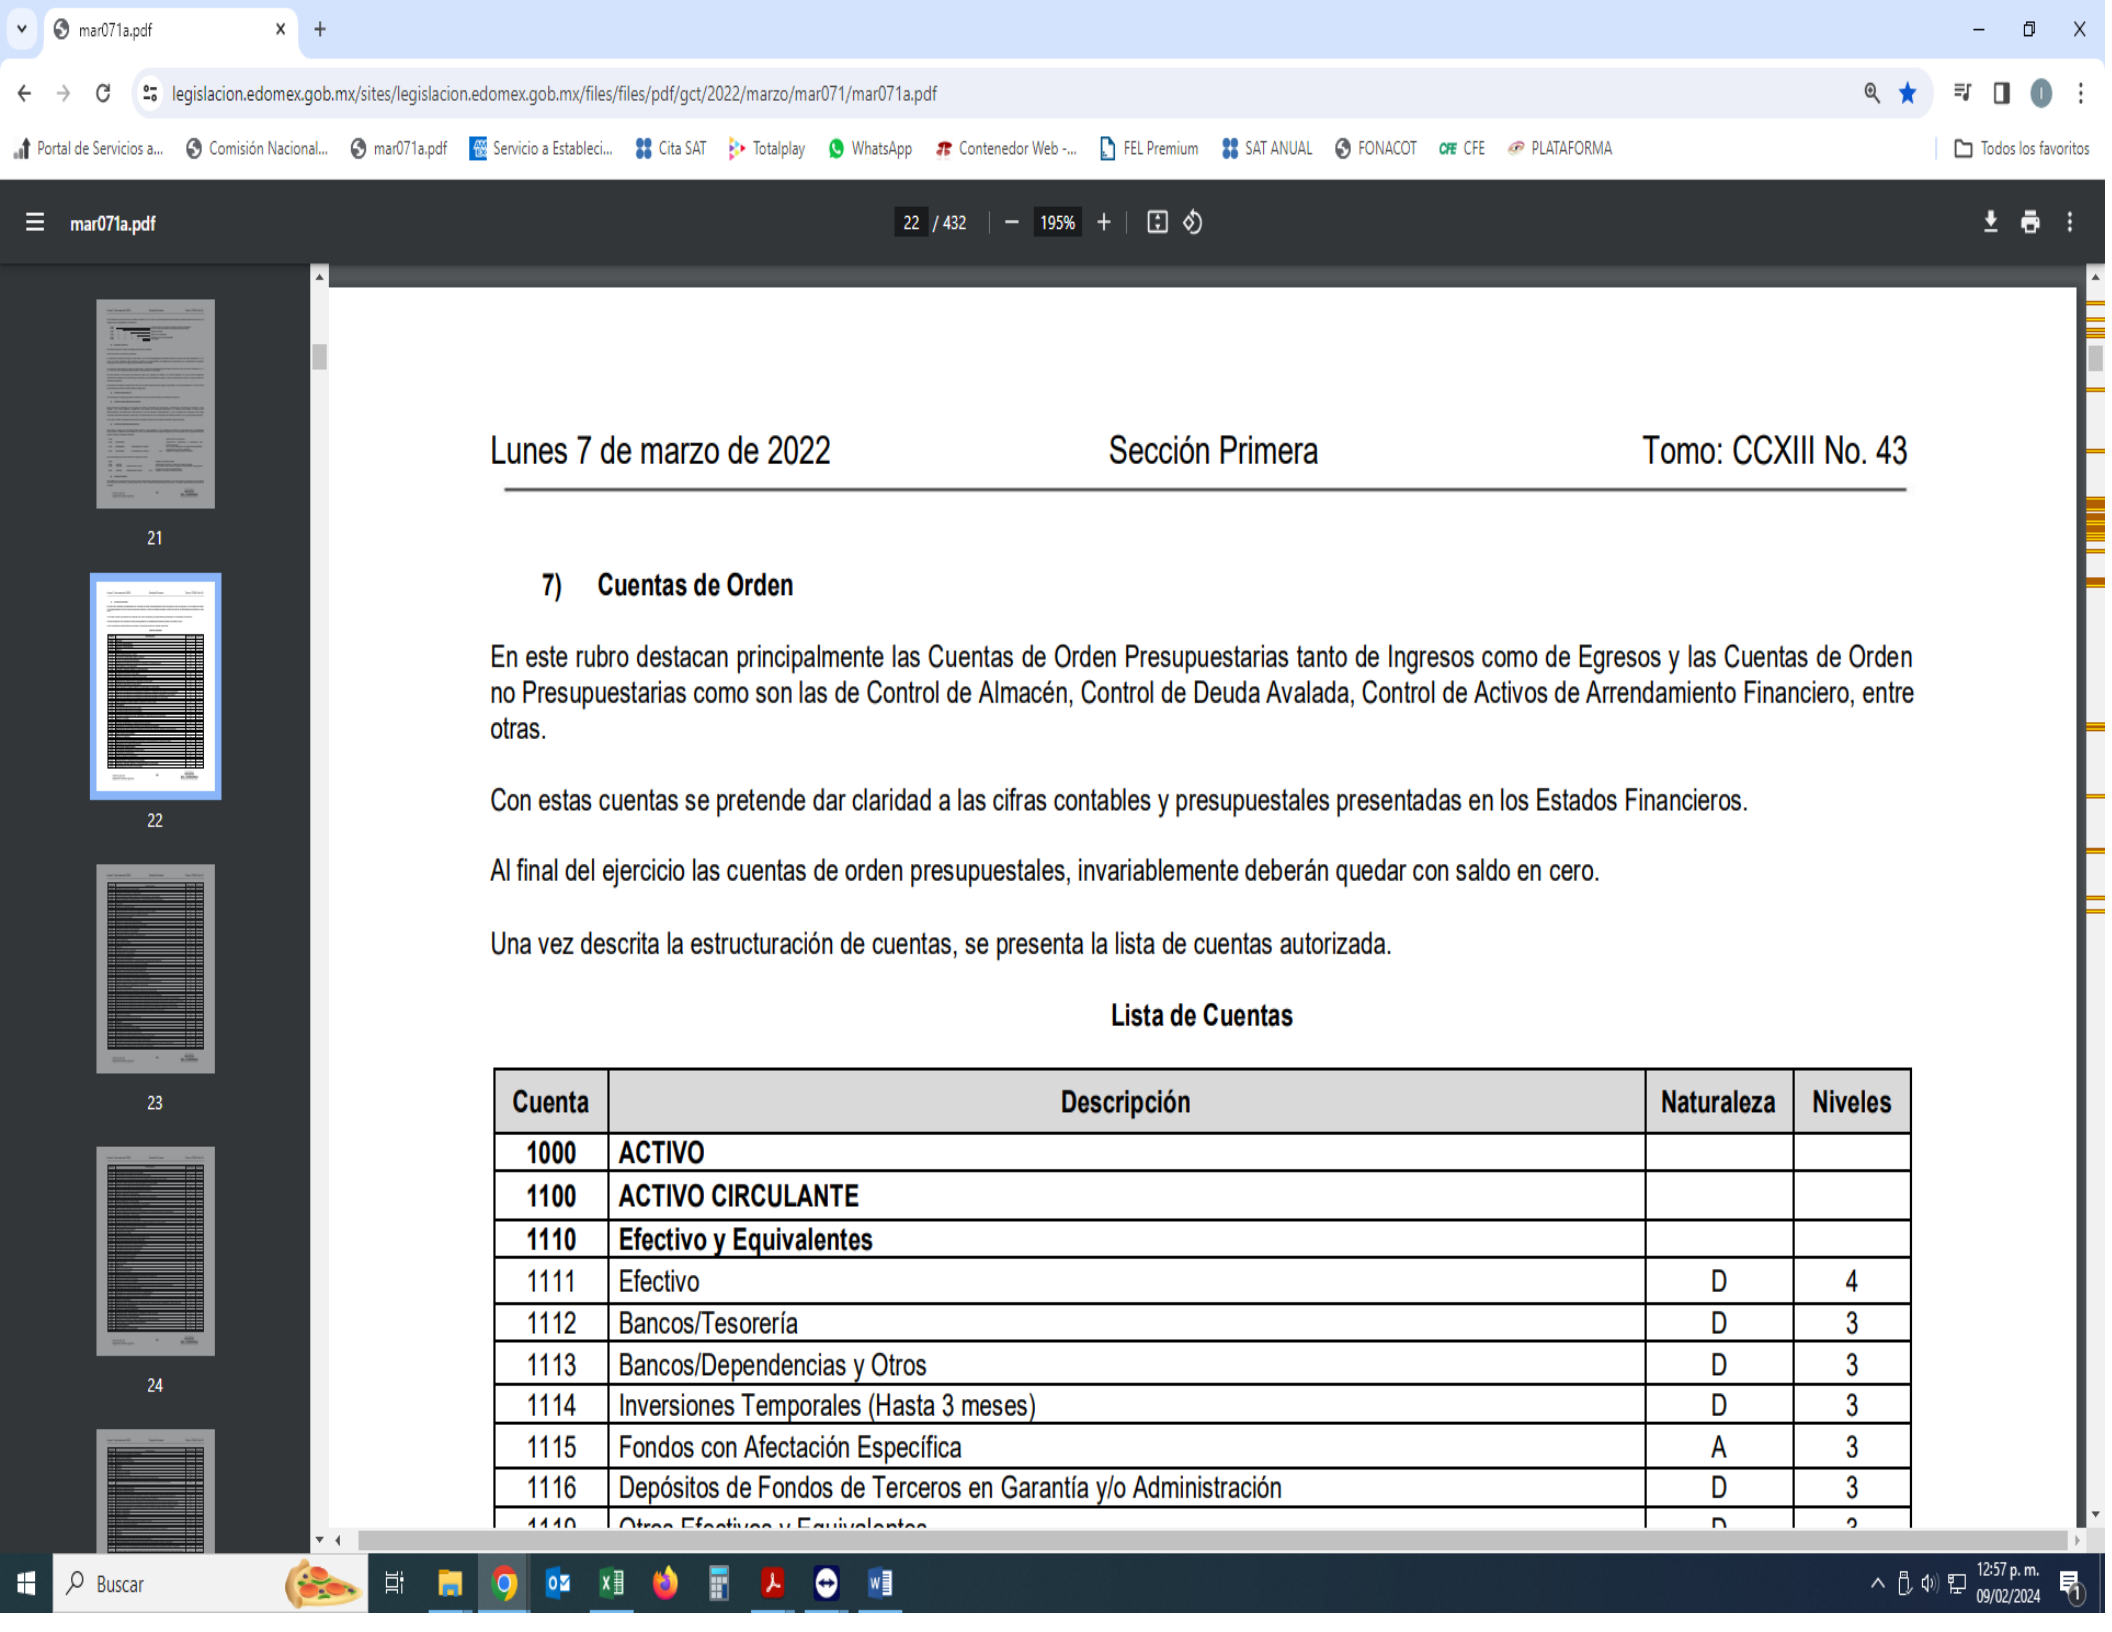 mar071a.pdf
legislacion.edomex.gob.mx/sites/legislacion.edomex.gob.mx/files/files/pdf/gct/2022/marzo/mar071/mar071a.pdf
Portal de Servicios a... Comisión Nacional... mar071a.pdf Servicio a Estableci... Cita SAT Totalplay WhatsApp Contenedor Web -... FEL Premium SAT ANUAL FONACOT CFE CFE PLATAFORMA Todos los favoritos
mar071a.pdf 22 / 432 195%
21
22
23
24
Lunes 7 de marzo de 2022 Sección Primera Tomo: CCXIII No. 43
7) Cuentas de Orden
En este rubro destacan principalmente las Cuentas de Orden Presupuestarias tanto de Ingresos como de Egresos y las Cuentas de Orden
no Presupuestarias como son las de Control de Almacén, Control de Deuda Avalada, Control de Activos de Arrendamiento Financiero, entre
otras.
Con estas cuentas se pretende dar claridad a las cifras contables y presupuestales presentadas en los Estados Financieros.
Al final del ejercicio las cuentas de orden presupuestales, invariablemente deberán quedar con saldo en cero.
Una vez descrita la estructuración de cuentas, se presenta la lista de cuentas autorizada.
Lista de Cuentas
Cuenta Descripción Naturaleza Niveles
1000 ACTIVO
1100 ACTIVO CIRCULANTE
1110 Efectivo y Equivalentes
1111 Efectivo D 4
1112 Bancos/Tesorería D 3
1113 Bancos/Dependencias y Otros D 3
1114 Inversiones Temporales (Hasta 3 meses) D 3
1115 Fondos con Afectación Específica A 3
1116 Depósitos de Fondos de Terceros en Garantía y/o Administración D 3
1119 Otros Efectivos y Equivalentes D 3
Buscar
12:57 p. m.
09/02/2024
1